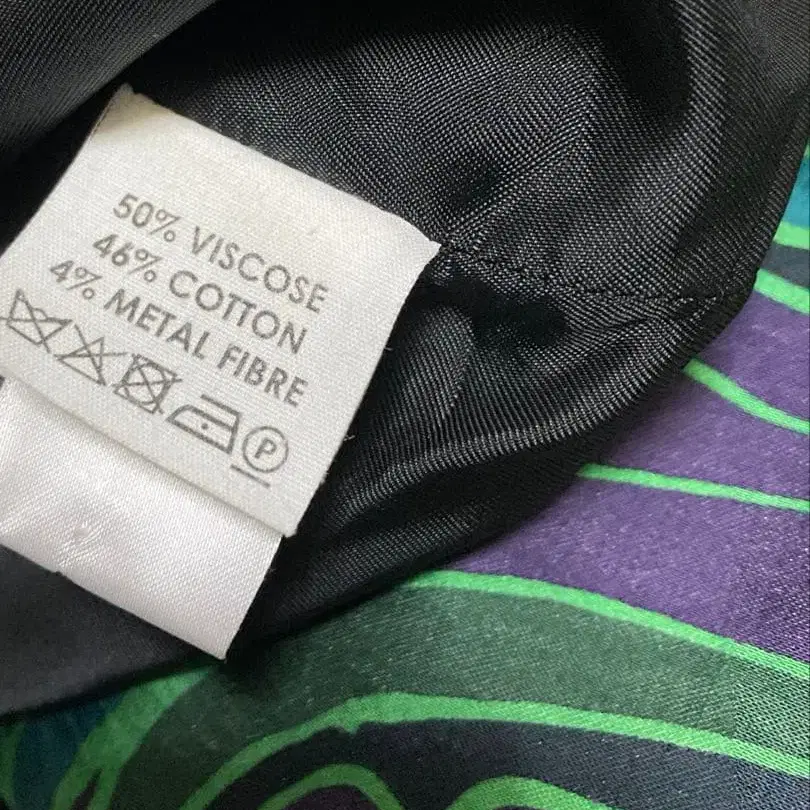 50% VISCOSE
46% COTTON
4% METAL FIBRE
P